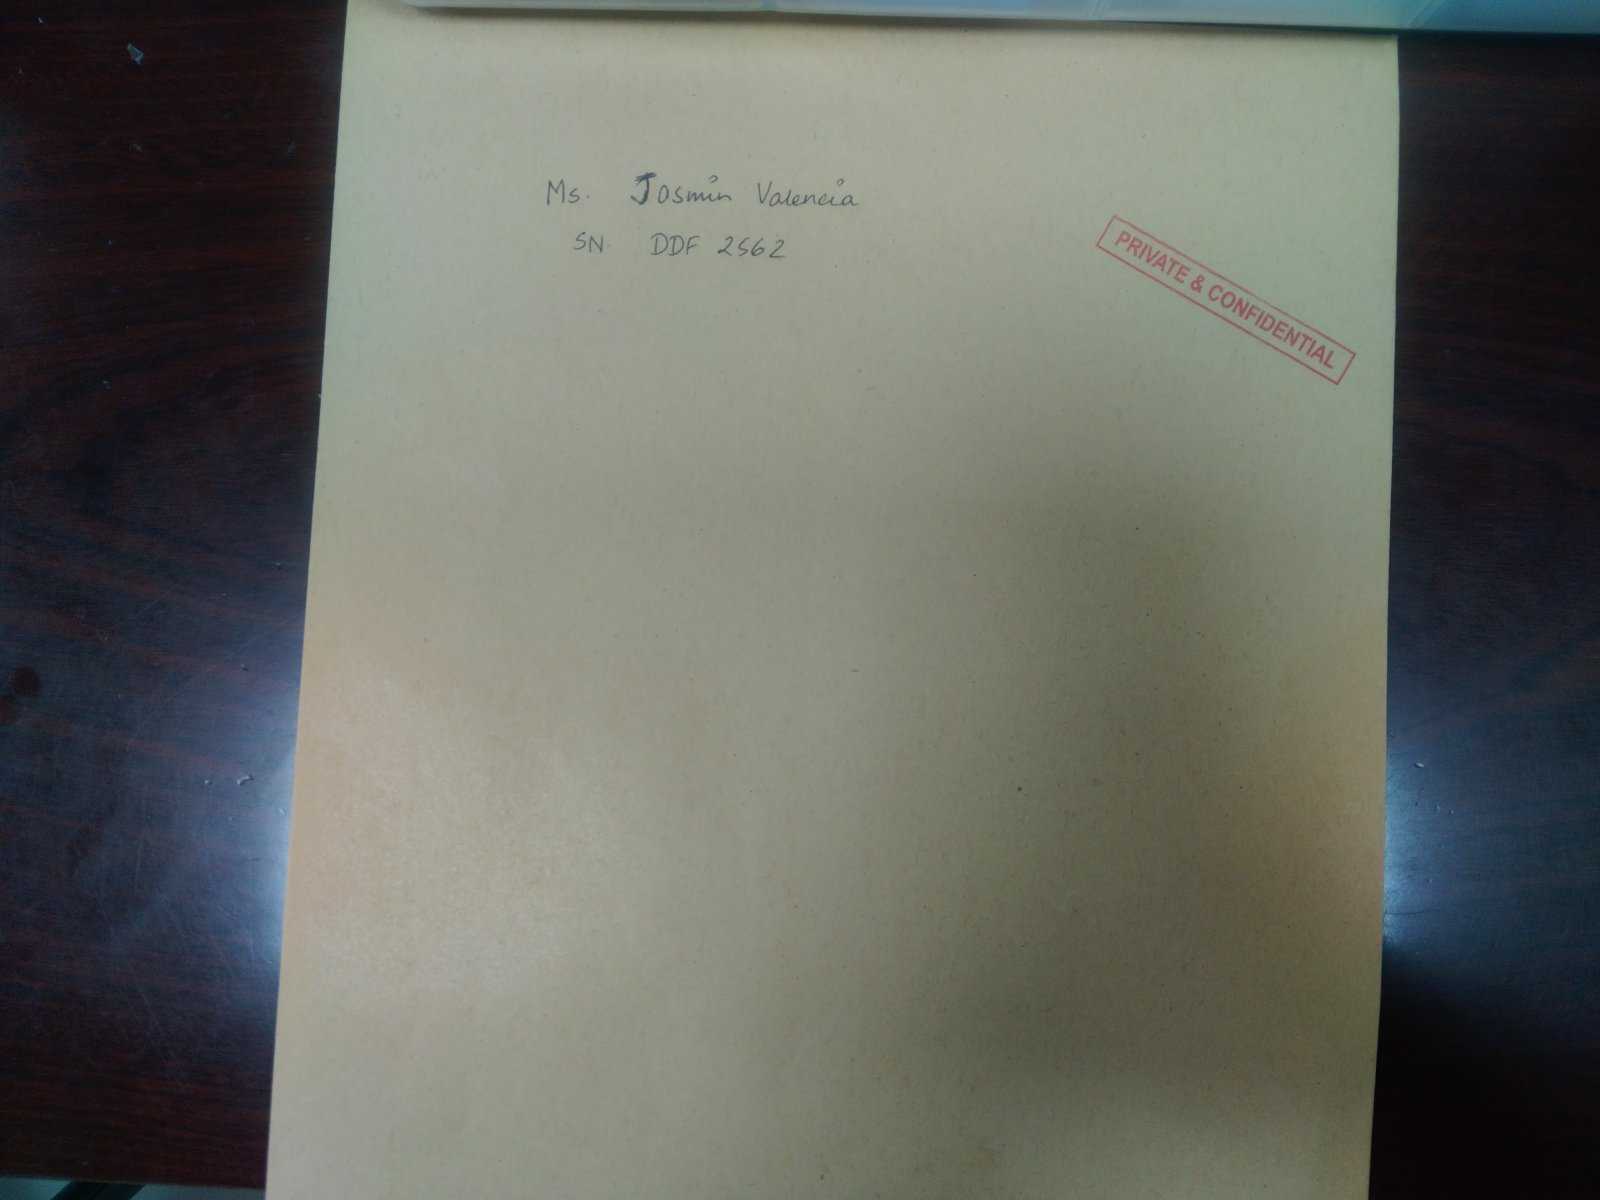 Ms. Josmin Valencia
SN. DDF 2562
PRIVATE & CONFIDENTIAL